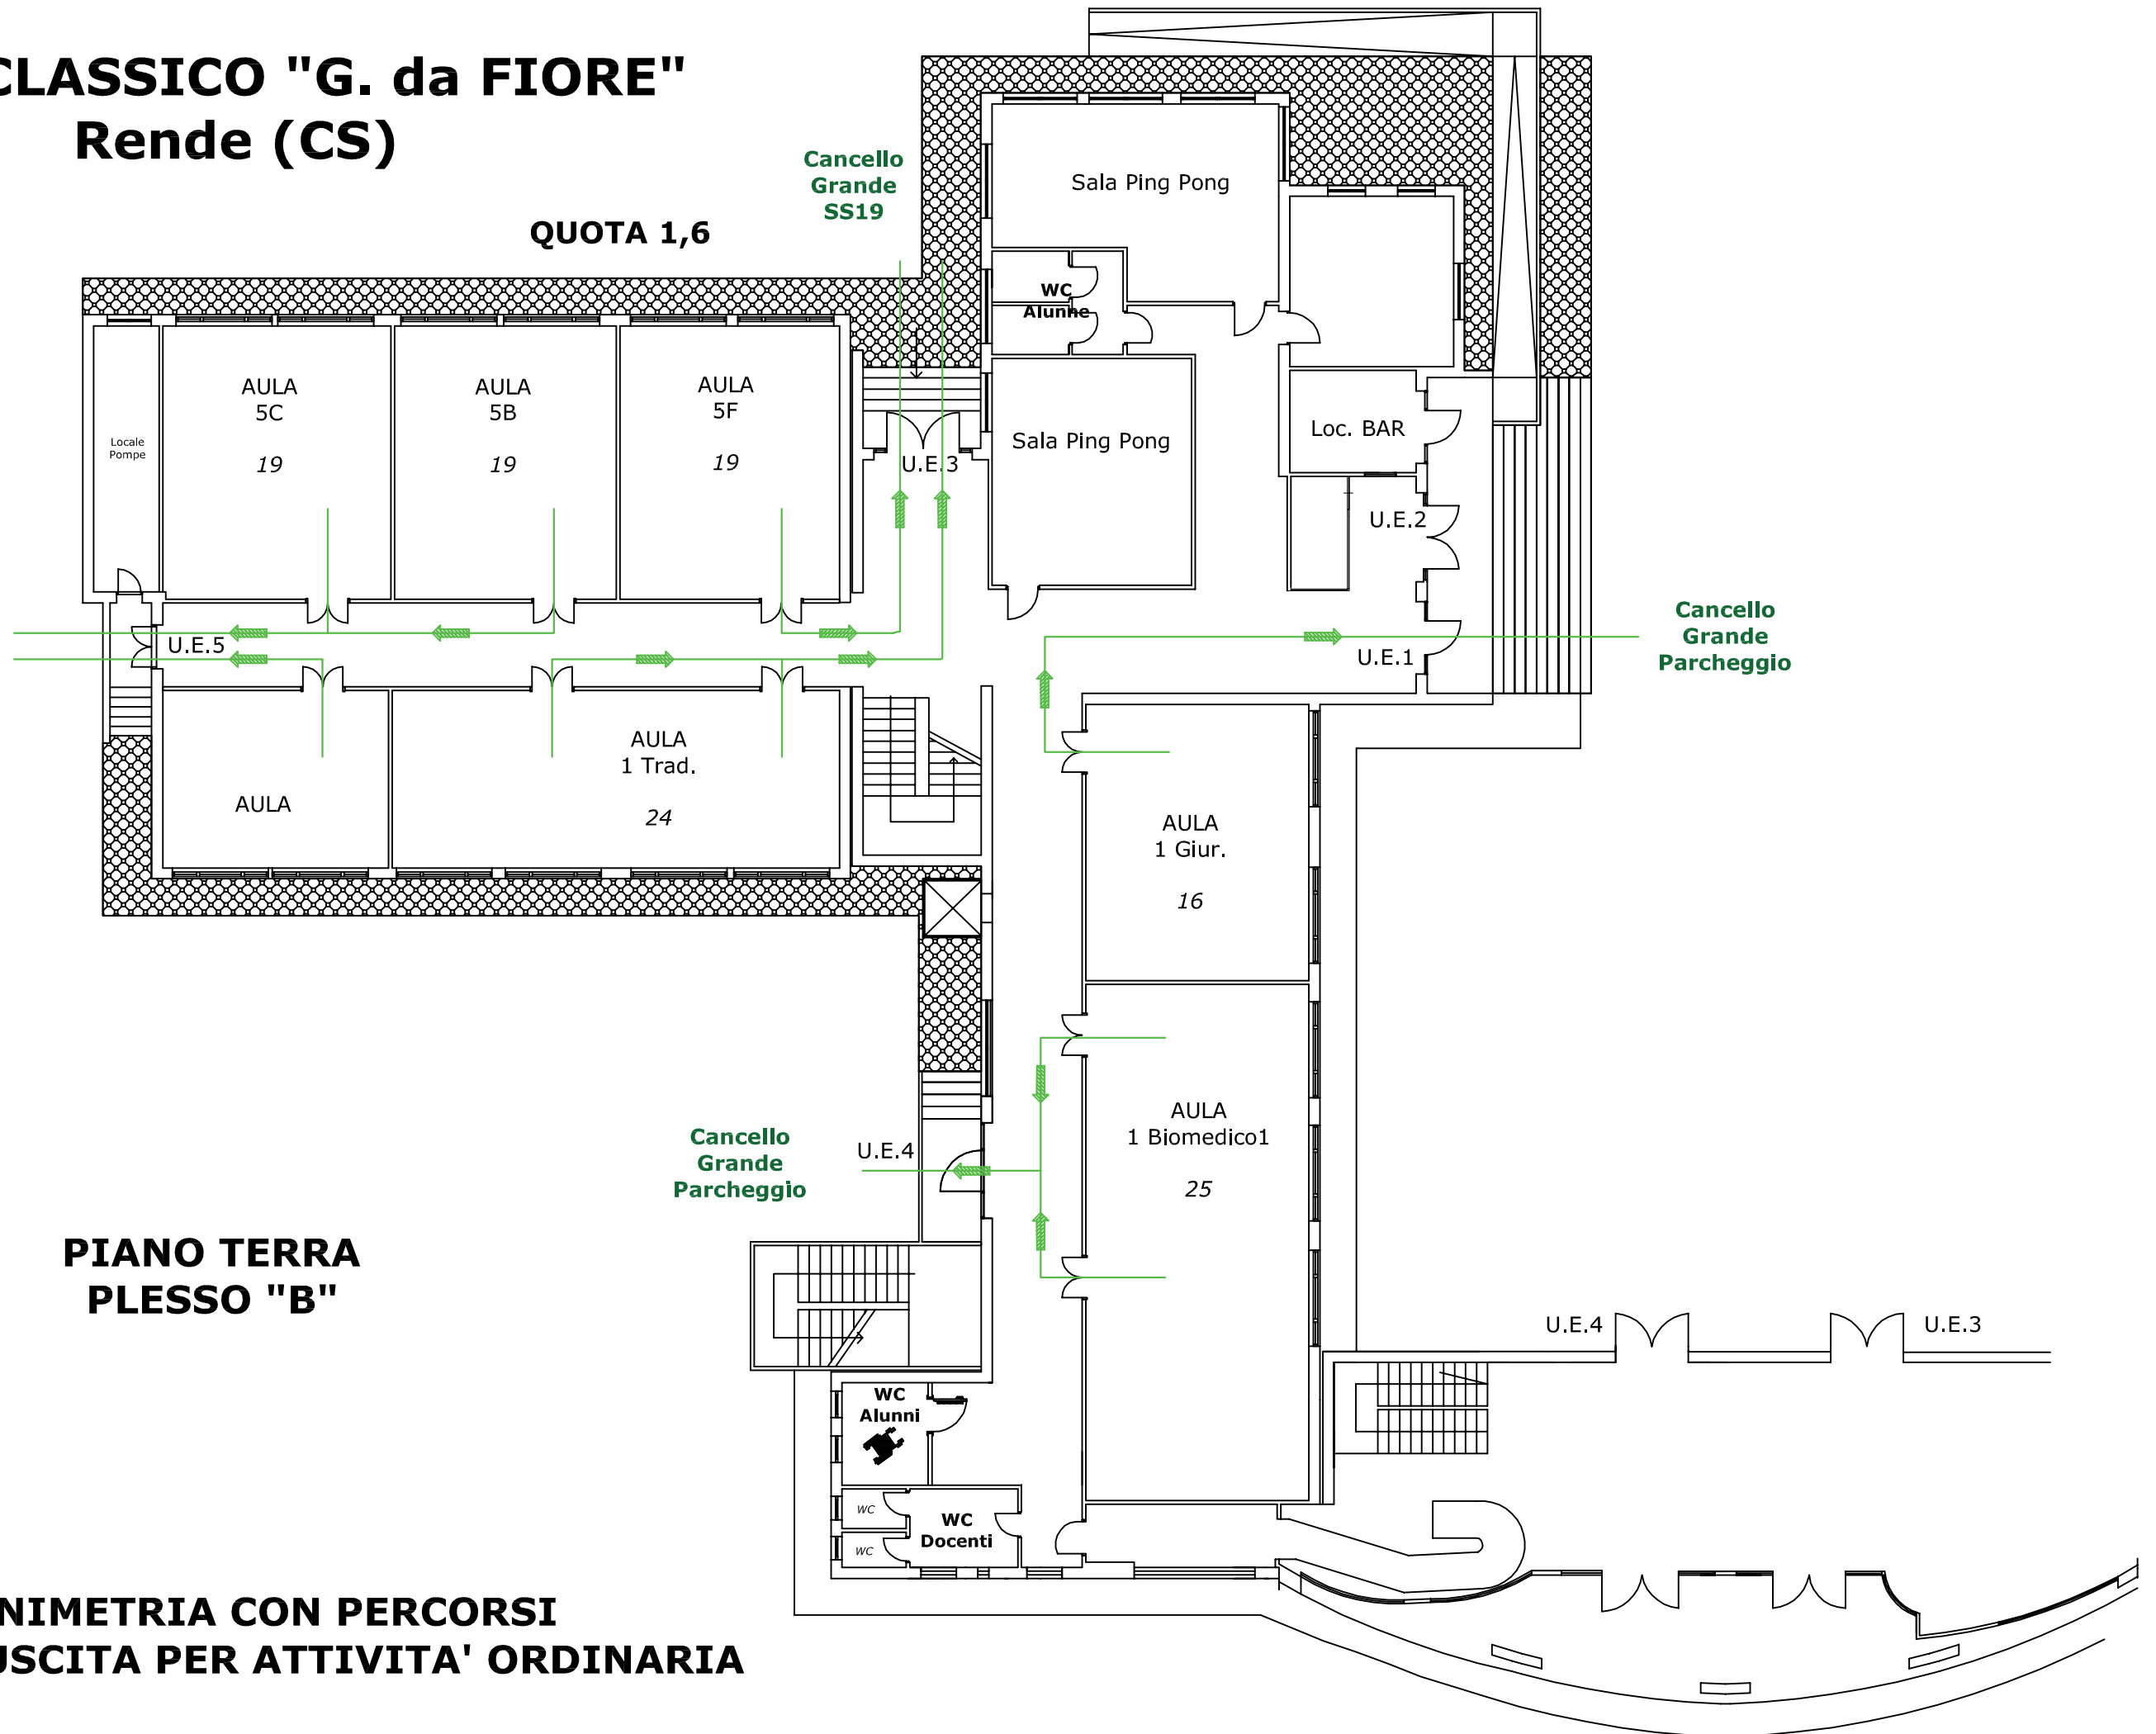 CLASSICO "G. da FIORE"
Rende (CS)
QUOTA 1,6
Cancello
Grande
SS19
Sala Ping Pong
WC
Alunne
AULA
5C
19
AULA
5B
19
AULA
5F
19
Locale
Pompe
U.E.3
Sala Ping Pong
Loc. BAR
U.E.2
U.E.5
U.E.1
Cancello
Grande
Parcheggio
AULA
AULA
1 Trad.
24
AULA
1 Giur.
16
AULA
1 Biomedico1
25
Cancello
Grande
Parcheggio
U.E.4
PIANO TERRA
PLESSO "B"
U.E.4
U.E.3
WC
Alunni
WC
WC
WC
Docenti
NIMETRIA CON PERCORSI
USCITA PER ATTIVITA' ORDINARIA